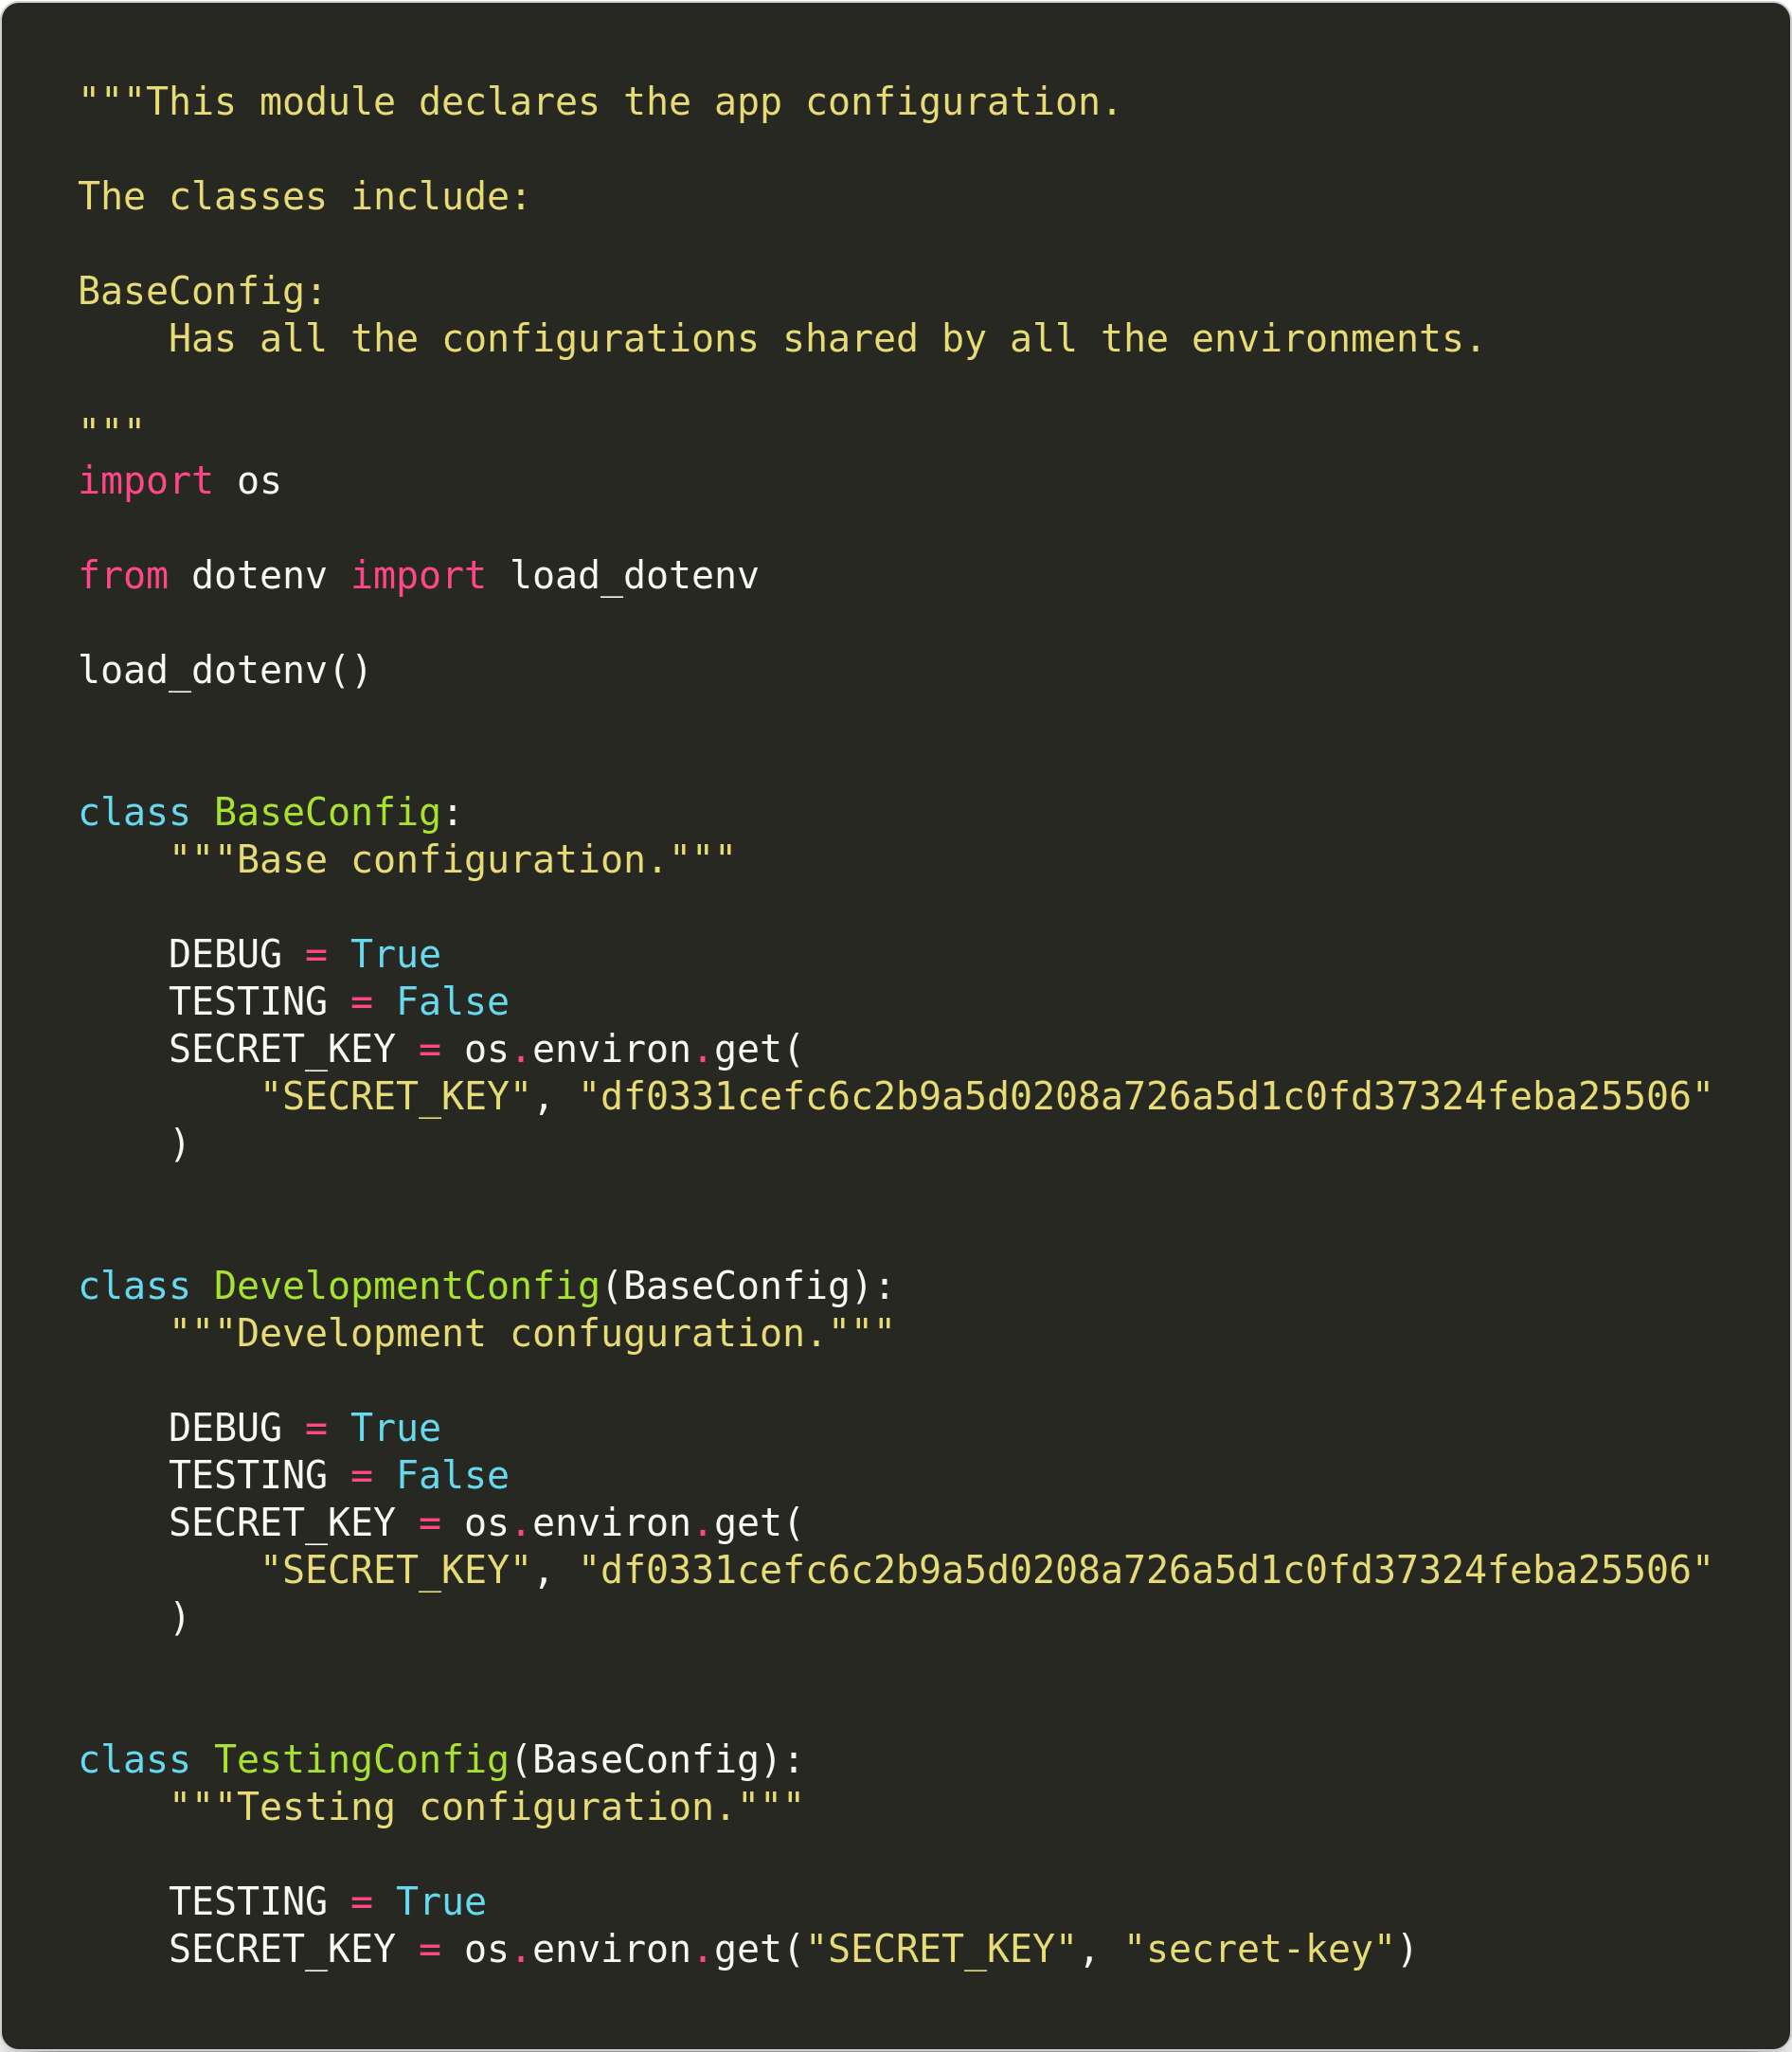 """This module declares the app configuration.
The classes include:
BaseConfig:
    Has all the configurations shared by all the environments.
"""
import os
from dotenv import load_dotenv
load_dotenv()
class BaseConfig:
    """Base configuration."""
    DEBUG = True
    TESTING = False
    SECRET_KEY = os.environ.get(
        "SECRET_KEY", "df0331cefc6c2b9a5d0208a726a5d1c0fd37324feba25506"
    )
class DevelopmentConfig(BaseConfig):
    """Development confuguration."""
    DEBUG = True
    TESTING = False
    SECRET_KEY = os.environ.get(
        "SECRET_KEY", "df0331cefc6c2b9a5d0208a726a5d1c0fd37324feba25506"
    )
class TestingConfig(BaseConfig):
    """Testing configuration."""
    TESTING = True
    SECRET_KEY = os.environ.get("SECRET_KEY", "secret-key")